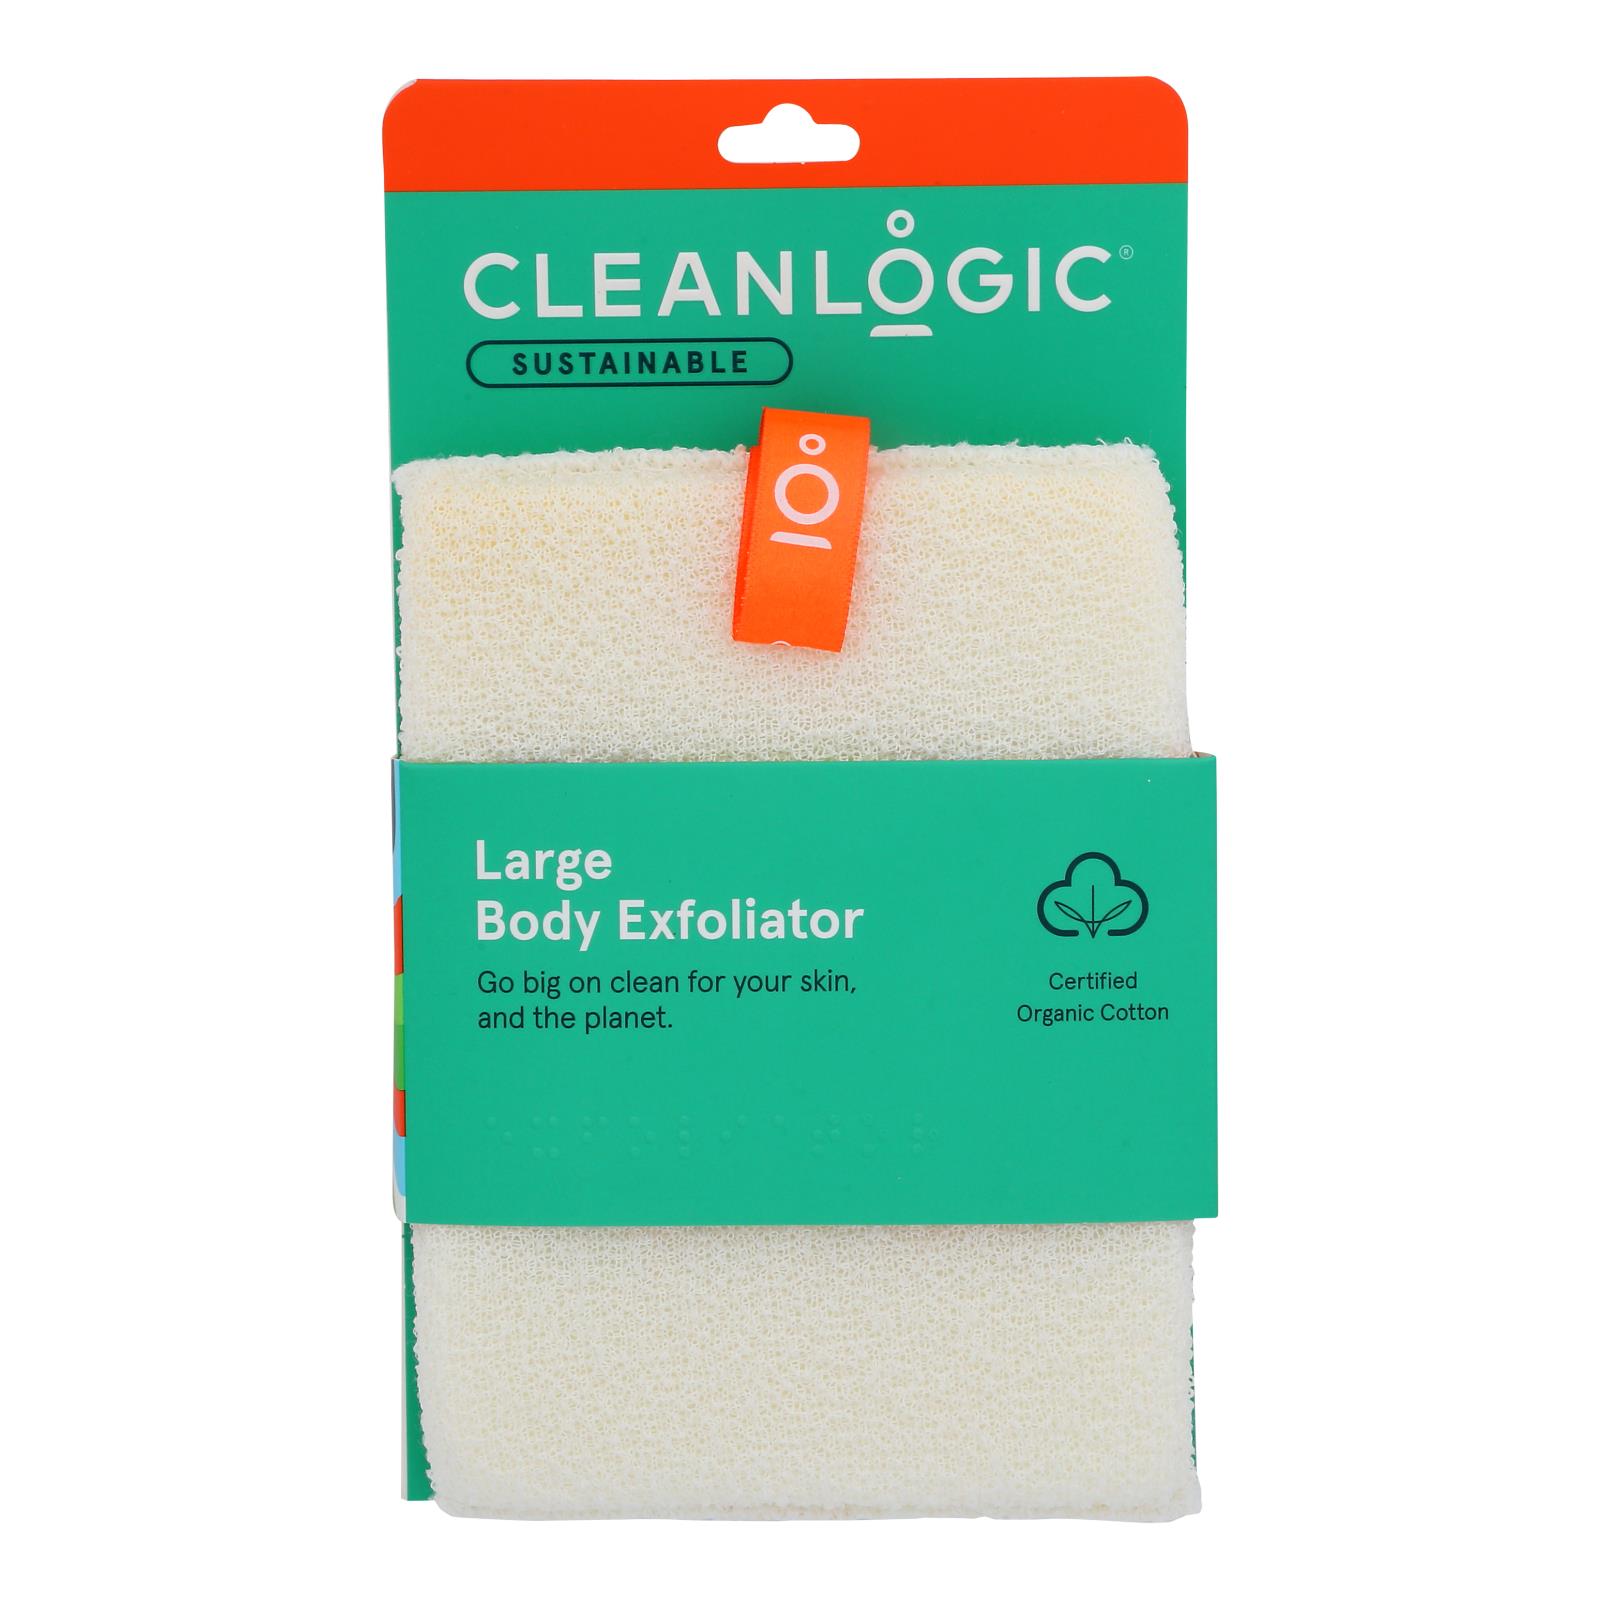 CLEANLOGIC®
SUSTAINABLE
Large
Body Exfoliator
Go big on clean for your skin,
and the planet.
Certified
Organic Cotton